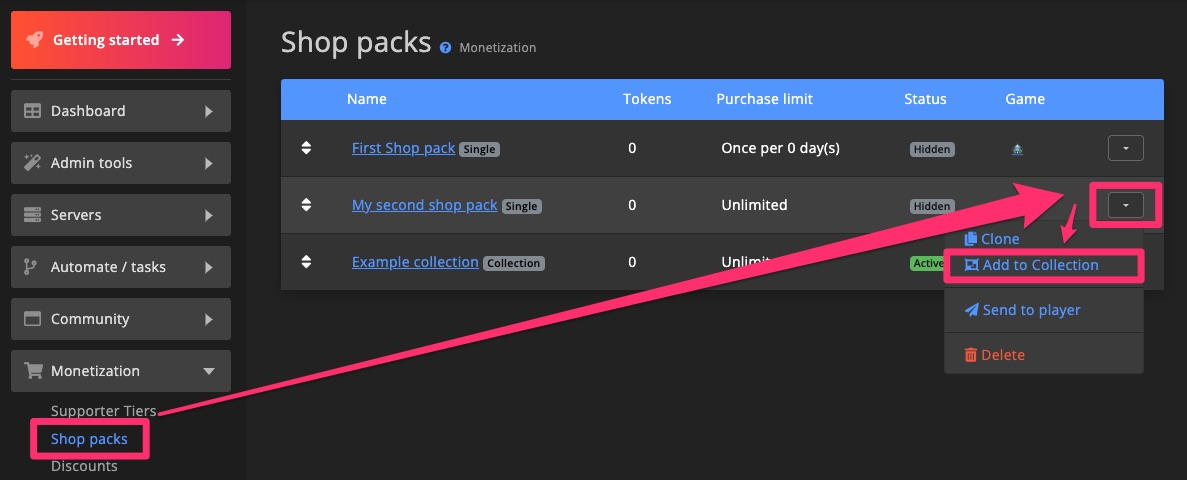 Getting started
Dashboard
Admin tools
Servers
Automate / tasks
Community
Monetization
Supporter Tiers
Shop packs
Discounts
Shop packs ? Monetization
Name Tokens Purchase limit Status Game
First Shop pack Single 0 Once per 0 day(s) Hidden
My second shop pack Single 0 Unlimited Hidden
Example collection Collection 0 Unlimited Active
Clone
Add to Collection
Send to player
Delete